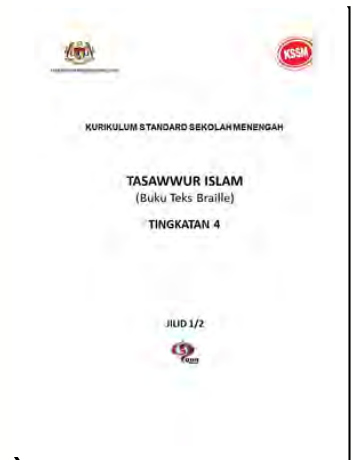 KSSM
KURIKULUM STANDARD SEKOLAH MENENGAH
TASAWWUR ISLAM
(Buku Teks Braille)
TINGKATAN 4
JILID 1/2